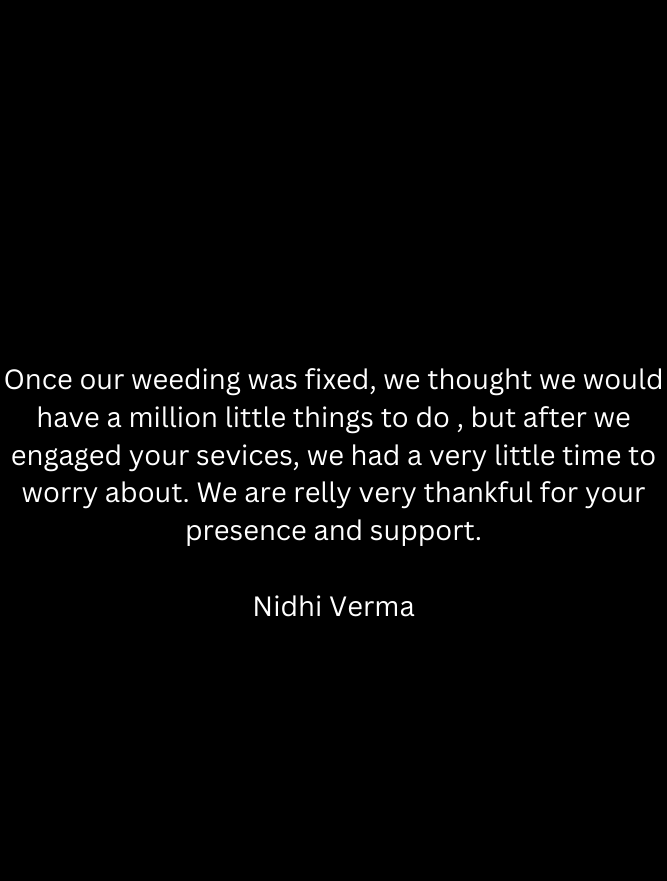 Once our weeding was fixed, we thought we would
have a million little things to do , but after we
engaged your sevices, we had a very little time to
worry about. We are relly very thankful for your
presence and support.
Nidhi Verma